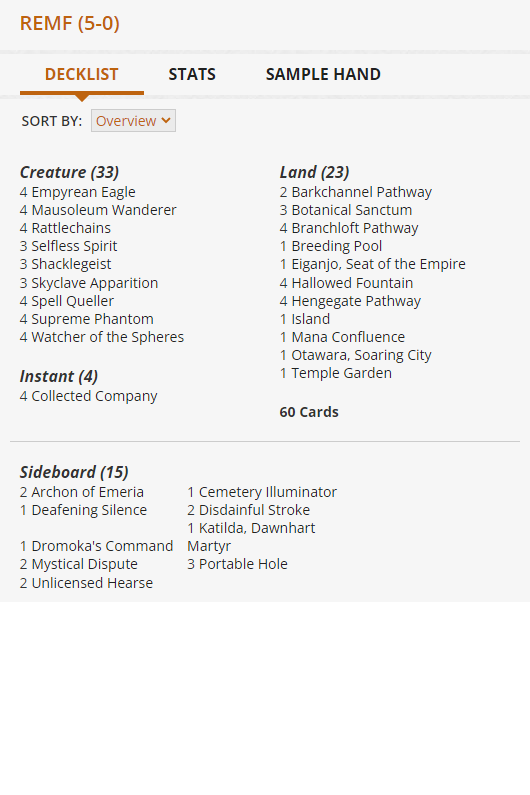 REMF (5-0)
DECKLIST STATS SAMPLE HAND
SORT BY: Overview
Creature (33)
4 Empyrean Eagle
4 Mausoleum Wanderer
4 Rattlechains
3 Selfless Spirit
3 Shacklegeist
3 Skyclave Apparition
4 Spell Queller
4 Supreme Phantom
4 Watcher of the Spheres
Instant (4)
4 Collected Company
Land (23)
2 Barkchannel Pathway
3 Botanical Sanctum
4 Branchloft Pathway
1 Breeding Pool
1 Eiganjo, Seat of the Empire
4 Hallowed Fountain
4 Hengegate Pathway
1 Island
1 Mana Confluence
1 Otawara, Soaring City
1 Temple Garden
60 Cards
Sideboard (15)
2 Archon of Emeria
1 Deafening Silence
1 Dromoka's Command
2 Mystical Dispute
2 Unlicensed Hearse
1 Cemetery Illuminator
2 Disdainful Stroke
1 Katilda, Dawnhart
Martyr
3 Portable Hole